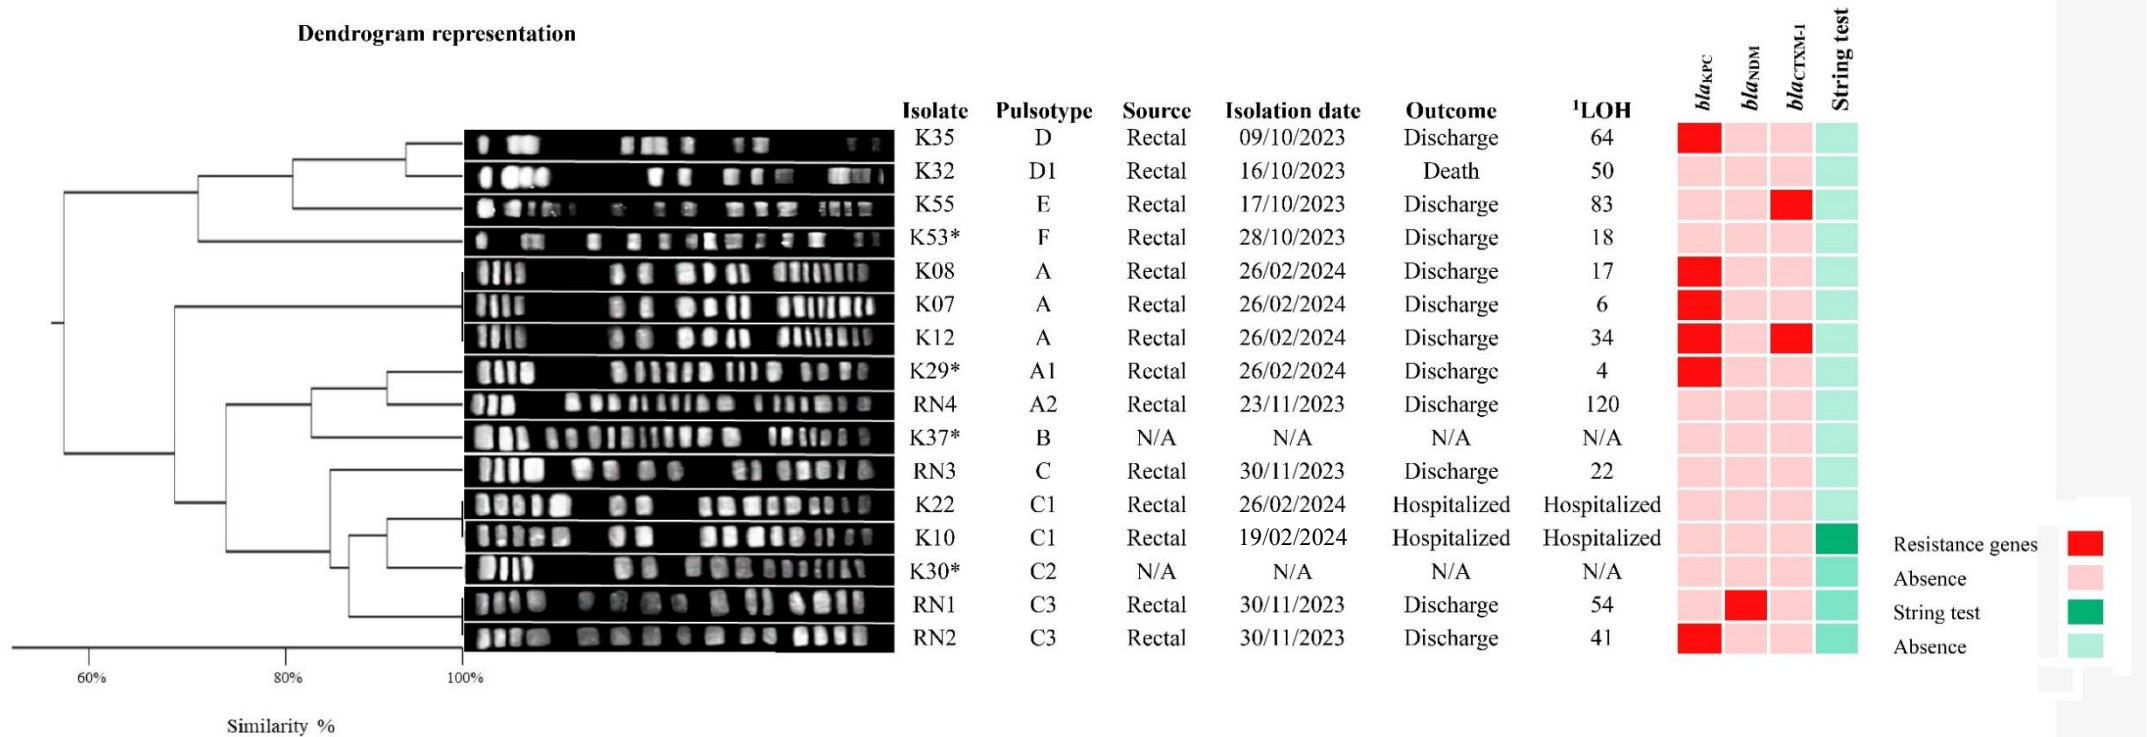 Dendrogram representation
blaKPC blaNDM blaCTXM-1 String test
Isolate Pulsotype Source Isolation date Outcome ¹LOH
K35 D Rectal 09/10/2023 Discharge 64
K32 D1 Rectal 16/10/2023 Death 50
K55 E Rectal 17/10/2023 Discharge 83
K53* F Rectal 28/10/2023 Discharge 18
K08 A Rectal 26/02/2024 Discharge 17
K07 A Rectal 26/02/2024 Discharge 6
K12 A Rectal 26/02/2024 Discharge 34
K29* A1 Rectal 26/02/2024 Discharge 4
RN4 A2 Rectal 23/11/2023 Discharge 120
K37* B N/A N/A N/A N/A
RN3 C Rectal 30/11/2023 Discharge 22
K22 C1 Rectal 26/02/2024 Hospitalized Hospitalized
K10 C1 Rectal 19/02/2024 Hospitalized Hospitalized
K30* C2 N/A N/A N/A N/A
RN1 C3 Rectal 30/11/2023 Discharge 54
RN2 C3 Rectal 30/11/2023 Discharge 41
Resistance genes
Absence
String test
Absence
60% 80% 100%
Similarity %